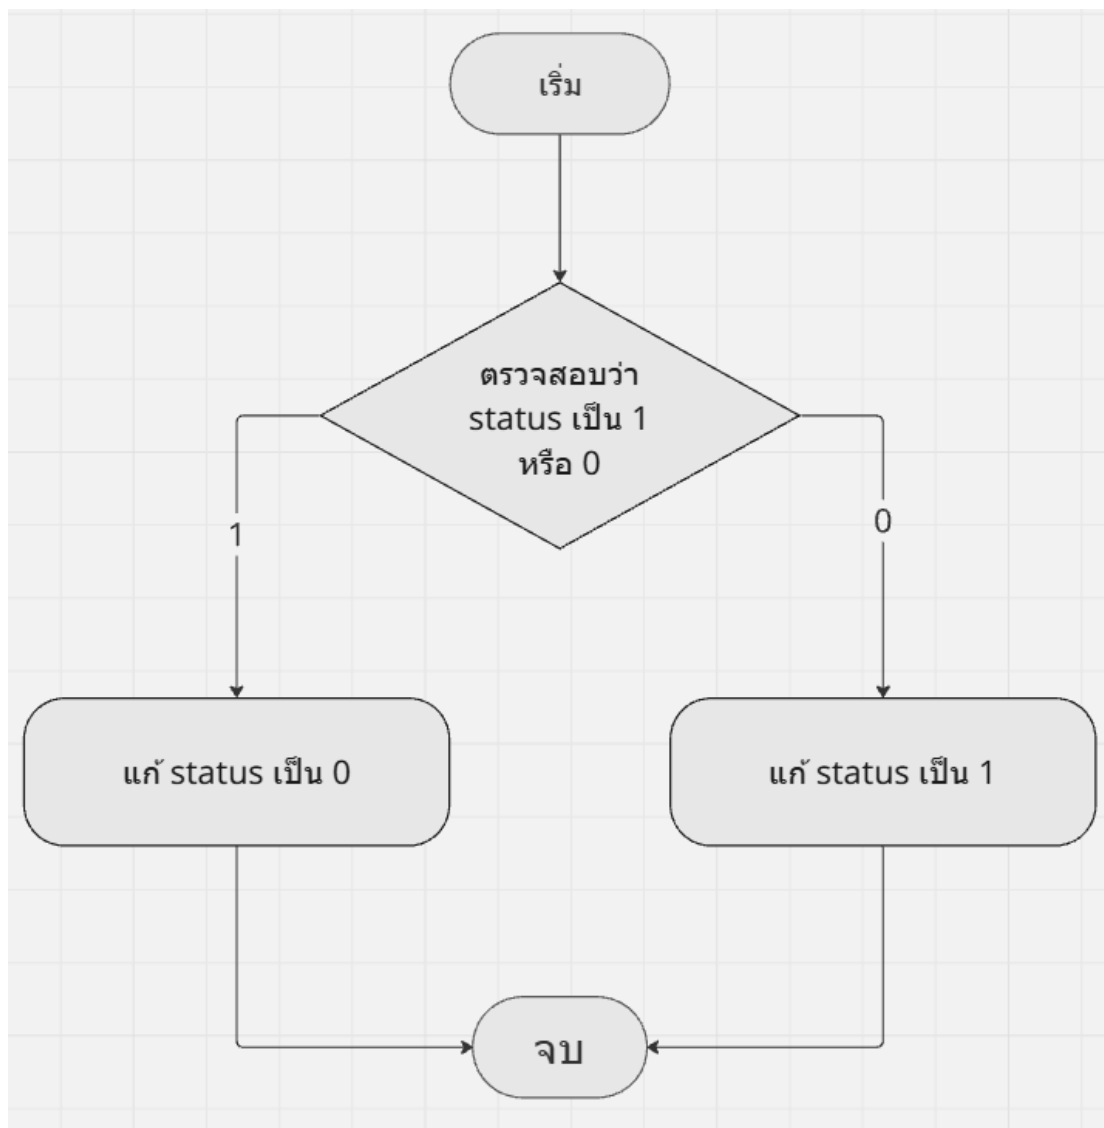 เริ่ม
ตรวจสอบว่า
status เป็น 1
หรือ 0
1
0
แก้ status เป็น 0
แก้ status เป็น 1
จบ